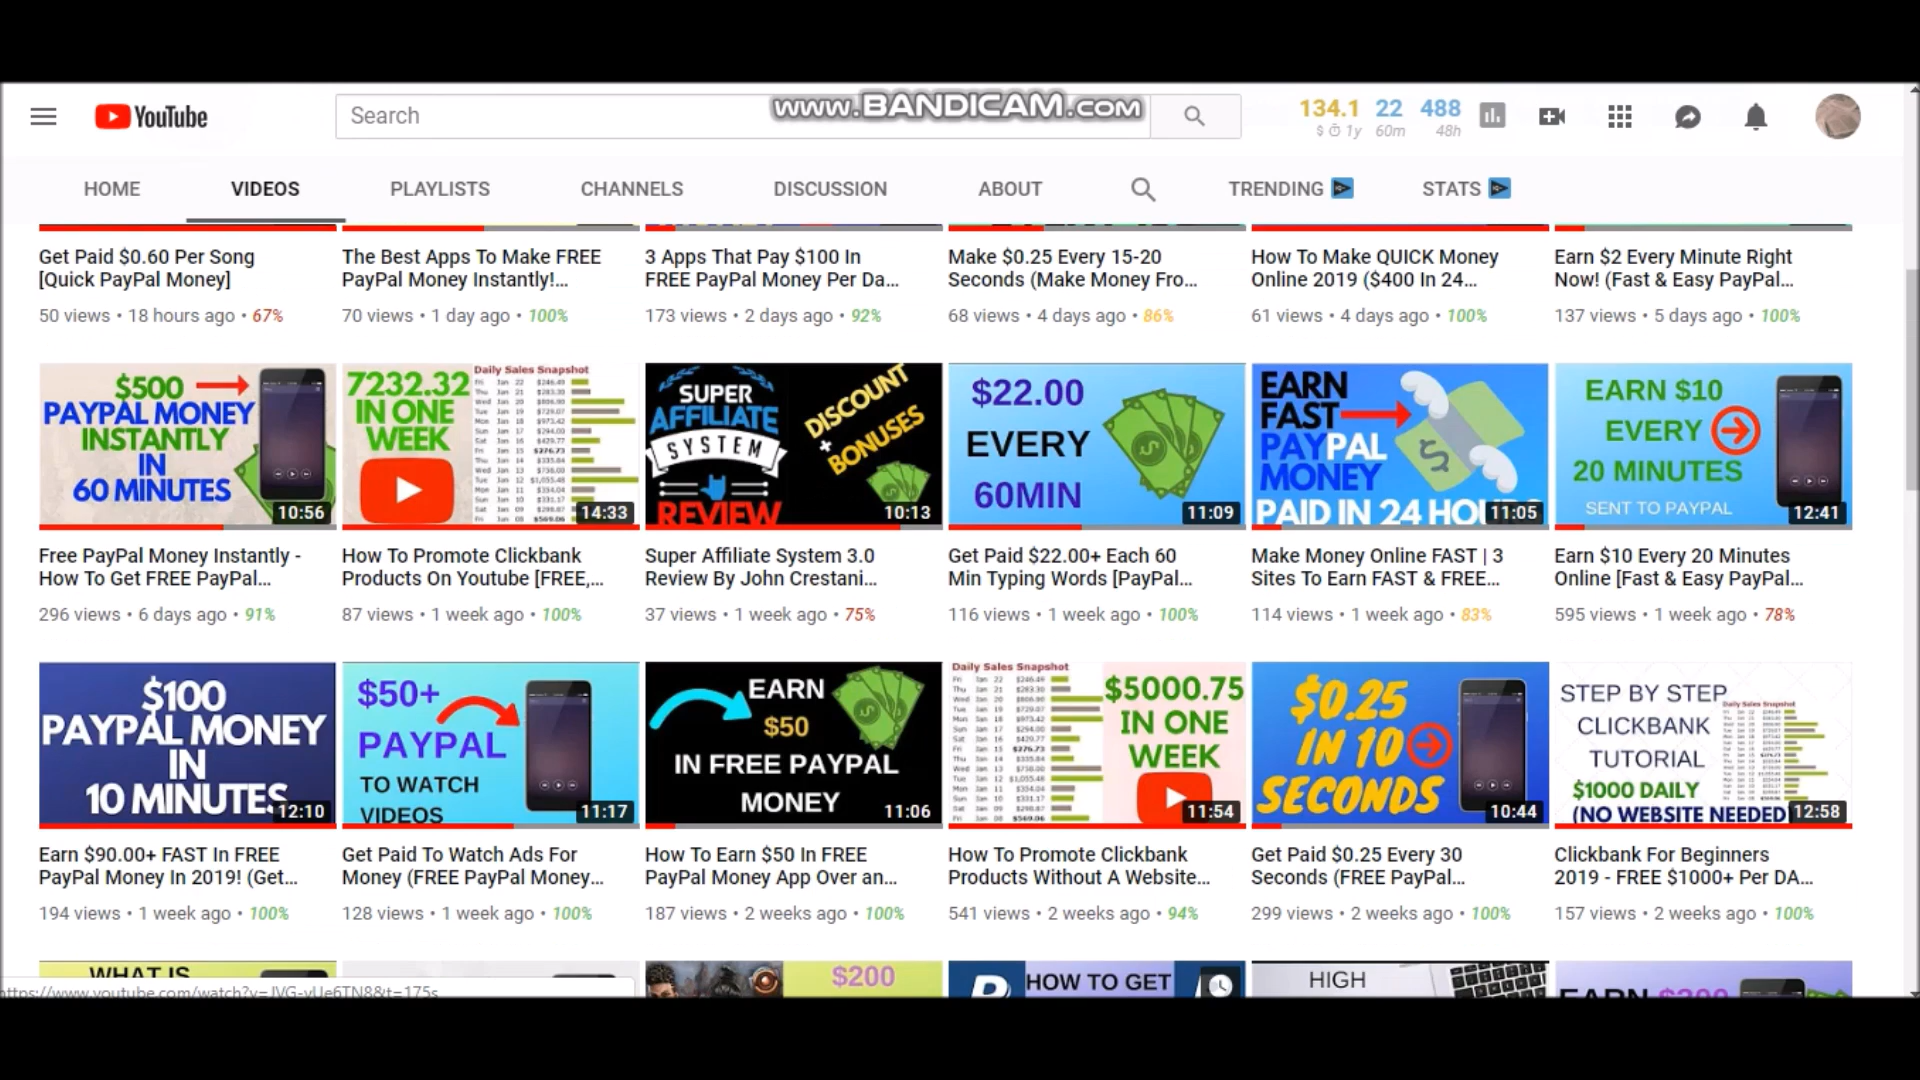 www.BANDICAM.com
YouTube
Search
134.1 22 488
$ 1y 60m 48h
HOME VIDEOS PLAYLISTS CHANNELS DISCUSSION ABOUT TRENDING STATS
Get Paid $0.60 Per Song
[Quick PayPal Money]
50 views • 18 hours ago • 67%
The Best Apps To Make FREE
PayPal Money Instantly!...
70 views • 1 day ago • 100%
3 Apps That Pay $100 In
FREE PayPal Money Per Da...
173 views • 2 days ago • 92%
Make $0.25 Every 15-20
Seconds (Make Money Fro...
68 views • 4 days ago • 86%
How To Make QUICK Money
Online 2019 ($400 In 24...
61 views • 4 days ago • 100%
Earn $2 Every Minute Right
Now! (Fast & Easy PayPal...
137 views • 5 days ago • 100%
$500
PAYPAL MONEY
INSTANTLY
IN
60 MINUTES
10:56
Free PayPal Money Instantly -
How To Get FREE PayPal...
296 views • 6 days ago • 91%
7232.32
IN ONE
WEEK
Daily Sales Snapshot
14:33
How To Promote Clickbank
Products On Youtube [FREE,...
87 views • 1 week ago • 100%
SUPER
AFFILIATE
SYSTEM
REVIEW
DISCOUNT
+
BONUSES
10:13
Super Affiliate System 3.0
Review By John Crestani...
37 views • 1 week ago • 75%
$22.00
EVERY
60MIN
11:09
Get Paid $22.00+ Each 60
Min Typing Words [PayPal...
116 views • 1 week ago • 100%
EARN
FAST
PAYPAL
MONEY
PAID IN 24 HOURS
11:05
Make Money Online FAST | 3
Sites To Earn FAST & FREE...
114 views • 1 week ago • 83%
EARN $10
EVERY
20 MINUTES
SENT TO PAYPAL
12:41
Earn $10 Every 20 Minutes
Online [Fast & Easy PayPal...
595 views • 1 week ago • 78%
$100
PAYPAL MONEY
IN
10 MINUTES
12:10
Earn $90.00+ FAST In FREE
PayPal Money In 2019! (Get...
194 views • 1 week ago • 100%
$50+
PAYPAL
TO WATCH
VIDEOS
11:17
Get Paid To Watch Ads For
Money (FREE PayPal Money...
128 views • 1 week ago • 100%
EARN
$50
IN FREE PAYPAL
MONEY
11:06
How To Earn $50 In FREE
PayPal Money App Over an...
187 views • 2 weeks ago • 100%
Daily Sales Snapshot
$5000.75
IN ONE
WEEK
11:54
How To Promote Clickbank
Products Without A Website...
541 views • 2 weeks ago • 94%
$0.25
IN 10
SECONDS
10:44
Get Paid $0.25 Every 30
Seconds (FREE PayPal...
299 views • 2 weeks ago • 100%
STEP BY STEP
CLICKBANK
TUTORIAL
$1000 DAILY
(NO WEBSITE NEEDED
Daily Sales Snapshot
12:58
Clickbank For Beginners
2019 - FREE $1000+ Per DA...
157 views • 2 weeks ago • 100%
WHAT IS
$200
HOW TO GET
HIGH
EARN $300